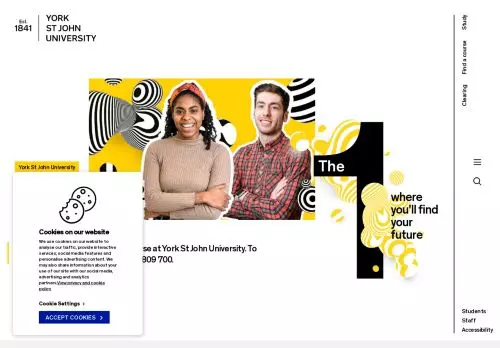 Est.
1841
YORK
ST JOHN
UNIVERSITY
Study
Find a course
Clearing
The 1
where
you'll find
your
future
York St John University
se at York St John University. To
809 700.
Cookies on our website
We use cookies on our website to
analyse our traffic, provide interactive
services, social media features and
personalise advertising content. We
may also share information about your
use of our site with our social media,
advertising and analytics
partners.View privacy and cookie
policy
Cookie Settings ›
ACCEPT COOKIES ›
Students
Staff
Accessibility